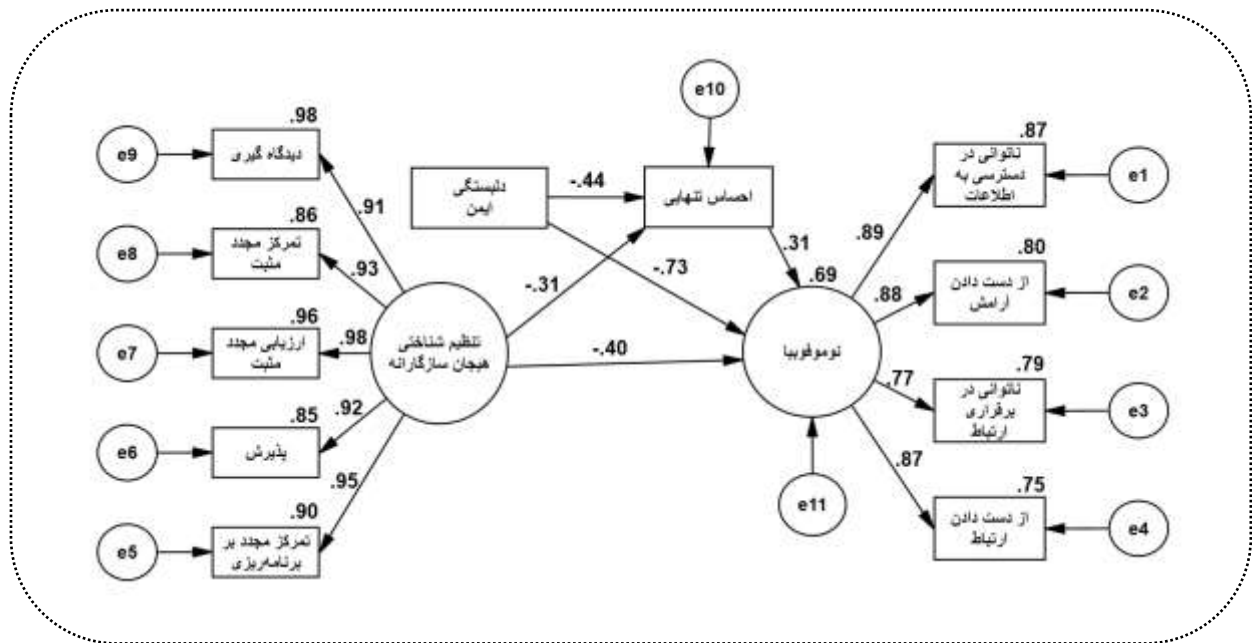 e10
.98
.87
e9
دیدگاه گیری
دلبستگی
ایمن
-.44
احساس تنهایی
ناتوانی در
دسترسی به
اطلاعات
e1
.91
.86
.31
.89
.80
e8
تمرکز مجدد
مثبت
.93
-.31
-.73
.69
.88
از دست دادن
آرامش
e2
.96
e7
ارزیابی مجدد
مثبت
.98
تنظیم شناختی
هیجان سازگارانه
-.40
نوموفوبیا
.79
.77
ناتوانی در
برقراری
ارتباط
e3
.85
.92
e6
پذیرش
.95
.87
.75
.90
e11
e5
تمرکز مجدد بر
برنامه‌ریزی
از دست دادن
ارتباط
e4